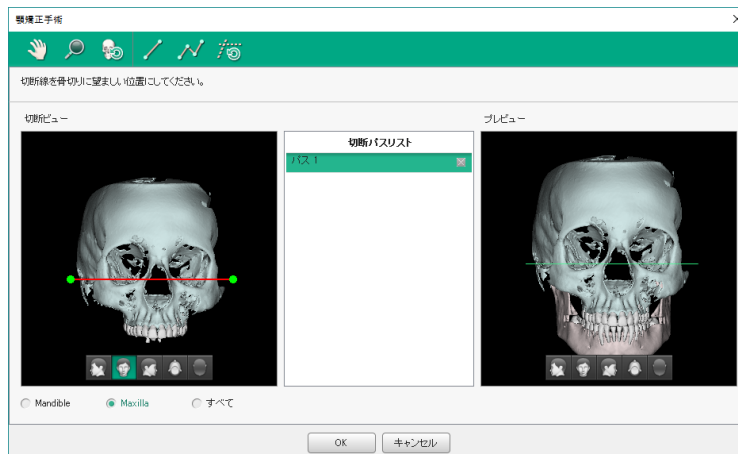 顎矯正手術
切断線を骨切りに望ましい位置にしてください。
切断ビュー
切断パスリスト
プレビュー
パス 1
Mandible
Maxilla
すべて
OK
キャンセル